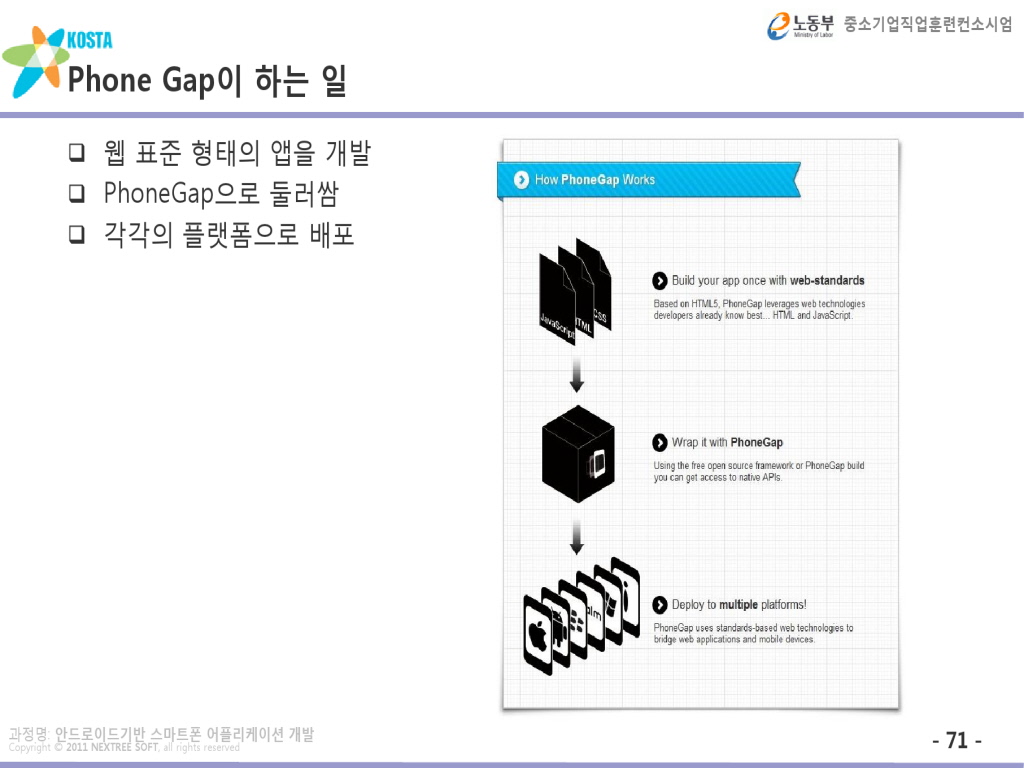 노동부
Ministry of Labor
중소기업직업훈련컨소시엄
KOSTA
Phone Gap이 하는 일
웹 표준 형태의 앱을 개발
PhoneGap으로 둘러쌈
각각의 플랫폼으로 배포
How PhoneGap Works
JavaScript
HTML
CSS
Build your app once with web-standards
Based on HTML5, PhoneGap leverages web technologies
developers already know best... HTML and JavaScript.
Wrap it with PhoneGap
Using the free open source framework or PhoneGap build
you can get access to native APIs.
Deploy to multiple platforms!
PhoneGap uses standards-based web technologies to
bridge web applications and mobile devices.
과정명: 안드로이드기반 스마트폰 어플리케이션 개발
Copyright © 2011 NEXTREE SOFT, all rights reserved
- 71 -